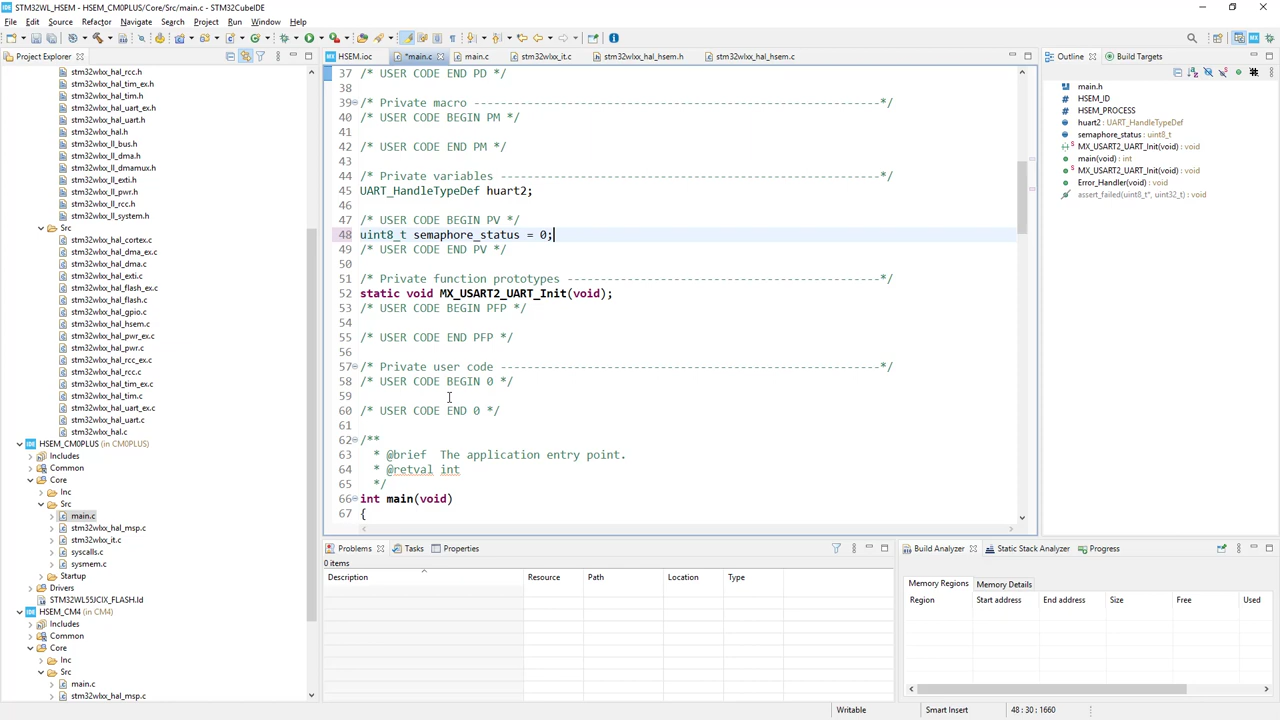 STM32WL_HSEM - HSEM_CM0PLUS/Core/Src/main.c - STM32CubeIDE
File Edit Source Refactor Navigate Search Project Run Window Help
Project Explorer
stm32wlxx_hal_rcc.h
stm32wlxx_hal_tim_ex.h
stm32wlxx_hal_tim.h
stm32wlxx_hal_uart_ex.h
stm32wlxx_hal_uart.h
stm32wlxx_hal.h
stm32wlxx_ll_bus.h
stm32wlxx_ll_dma.h
stm32wlxx_ll_dmamux.h
stm32wlxx_ll_exti.h
stm32wlxx_ll_pwr.h
stm32wlxx_ll_rcc.h
stm32wlxx_ll_system.h
Src
stm32wlxx_hal_cortex.c
stm32wlxx_hal_dma_ex.c
stm32wlxx_hal_dma.c
stm32wlxx_hal_exti.c
stm32wlxx_hal_flash_ex.c
stm32wlxx_hal_flash.c
stm32wlxx_hal_gpio.c
stm32wlxx_hal_hsem.c
stm32wlxx_hal_pwr_ex.c
stm32wlxx_hal_pwr.c
stm32wlxx_hal_rcc_ex.c
stm32wlxx_hal_rcc.c
stm32wlxx_hal_tim_ex.c
stm32wlxx_hal_tim.c
stm32wlxx_hal_uart_ex.c
stm32wlxx_hal_uart.c
stm32wlxx_hal.c
HSEM_CM0PLUS (in CM0PLUS)
Includes
Common
Core
Inc
Src
main.c
stm32wlxx_hal_msp.c
stm32wlxx_it.c
syscalls.c
sysmem.c
Startup
Drivers
STM32WL55JCIX_FLASH.ld
HSEM_CM4 (in CM4)
Includes
Common
Core
Inc
Src
main.c
stm32wlxx_hal_msp.c
HSEM.ioc *main.c main.c stm32wlxx_it.c stm32wlxx_hal_hsem.h stm32wlxx_hal_hsem.c
37 /* USER CODE END PD */
38
39 /* Private macro -------------------------------------------------------------*/
40 /* USER CODE BEGIN PM */
41
42 /* USER CODE END PM */
43
44 /* Private variables ---------------------------------------------------------*/
45 UART_HandleTypeDef huart2;
46
47 /* USER CODE BEGIN PV */
48 uint8_t semaphore_status = 0;
49 /* USER CODE END PV */
50
51 /* Private function prototypes -----------------------------------------------*/
52 static void MX_USART2_UART_Init(void);
53 /* USER CODE BEGIN PFP */
54
55 /* USER CODE END PFP */
56
57 /* Private user code ---------------------------------------------------------*/
58 /* USER CODE BEGIN 0 */
59
60 /* USER CODE END 0 */
61
62 /**
63 * @brief  The application entry point.
64 * @retval int
65 */
66 int main(void)
67 {
Outline Build Targets
main.h
HSEM_ID
HSEM_PROCESS
huart2 : UART_HandleTypeDef
semaphore_status : uint8_t
MX_USART2_UART_Init(void) : void
main(void) : int
MX_USART2_UART_Init(void) : void
Error_Handler(void) : void
assert_failed(uint8_t*, uint32_t) : void
Problems Tasks Properties
0 items
Description Resource Path Location Type
Build Analyzer Static Stack Analyzer Progress
Memory Regions Memory Details
Region Start address End address Size Free Used
Writable Smart Insert 48 : 30 : 1660